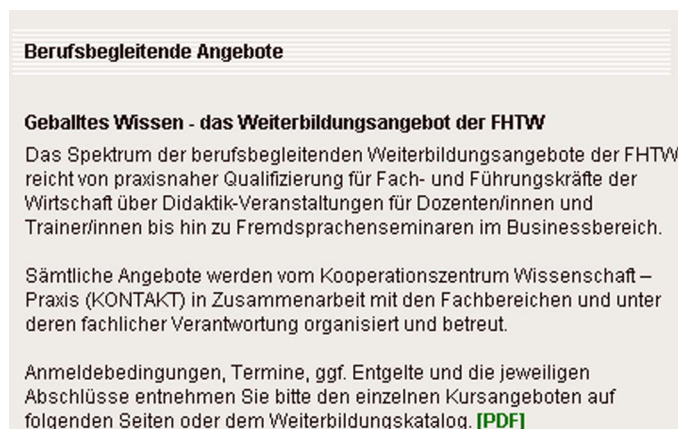 Berufsbegleitende Angebote
Geballtes Wissen - das Weiterbildungsangebot der FHTW
Das Spektrum der berufsbegleitenden Weiterbildungsangebote der FHTW
reicht von praxisnaher Qualifizierung für Fach- und Führungskräfte der
Wirtschaft über Didaktik-Veranstaltungen für Dozenten/innen und
Trainer/innen bis hin zu Fremdsprachenseminaren im Businessbereich.
Sämtliche Angebote werden vom Kooperationszentrum Wissenschaft –
Praxis (KONTAKT) in Zusammenarbeit mit den Fachbereichen und unter
deren fachlicher Verantwortung organisiert und betreut.
Anmeldebedingungen, Termine, ggf. Entgelte und die jeweiligen
Abschlüsse entnehmen Sie bitte den einzelnen Kursangeboten auf
folgenden Seiten oder dem Weiterbildungskatalog. [PDF]